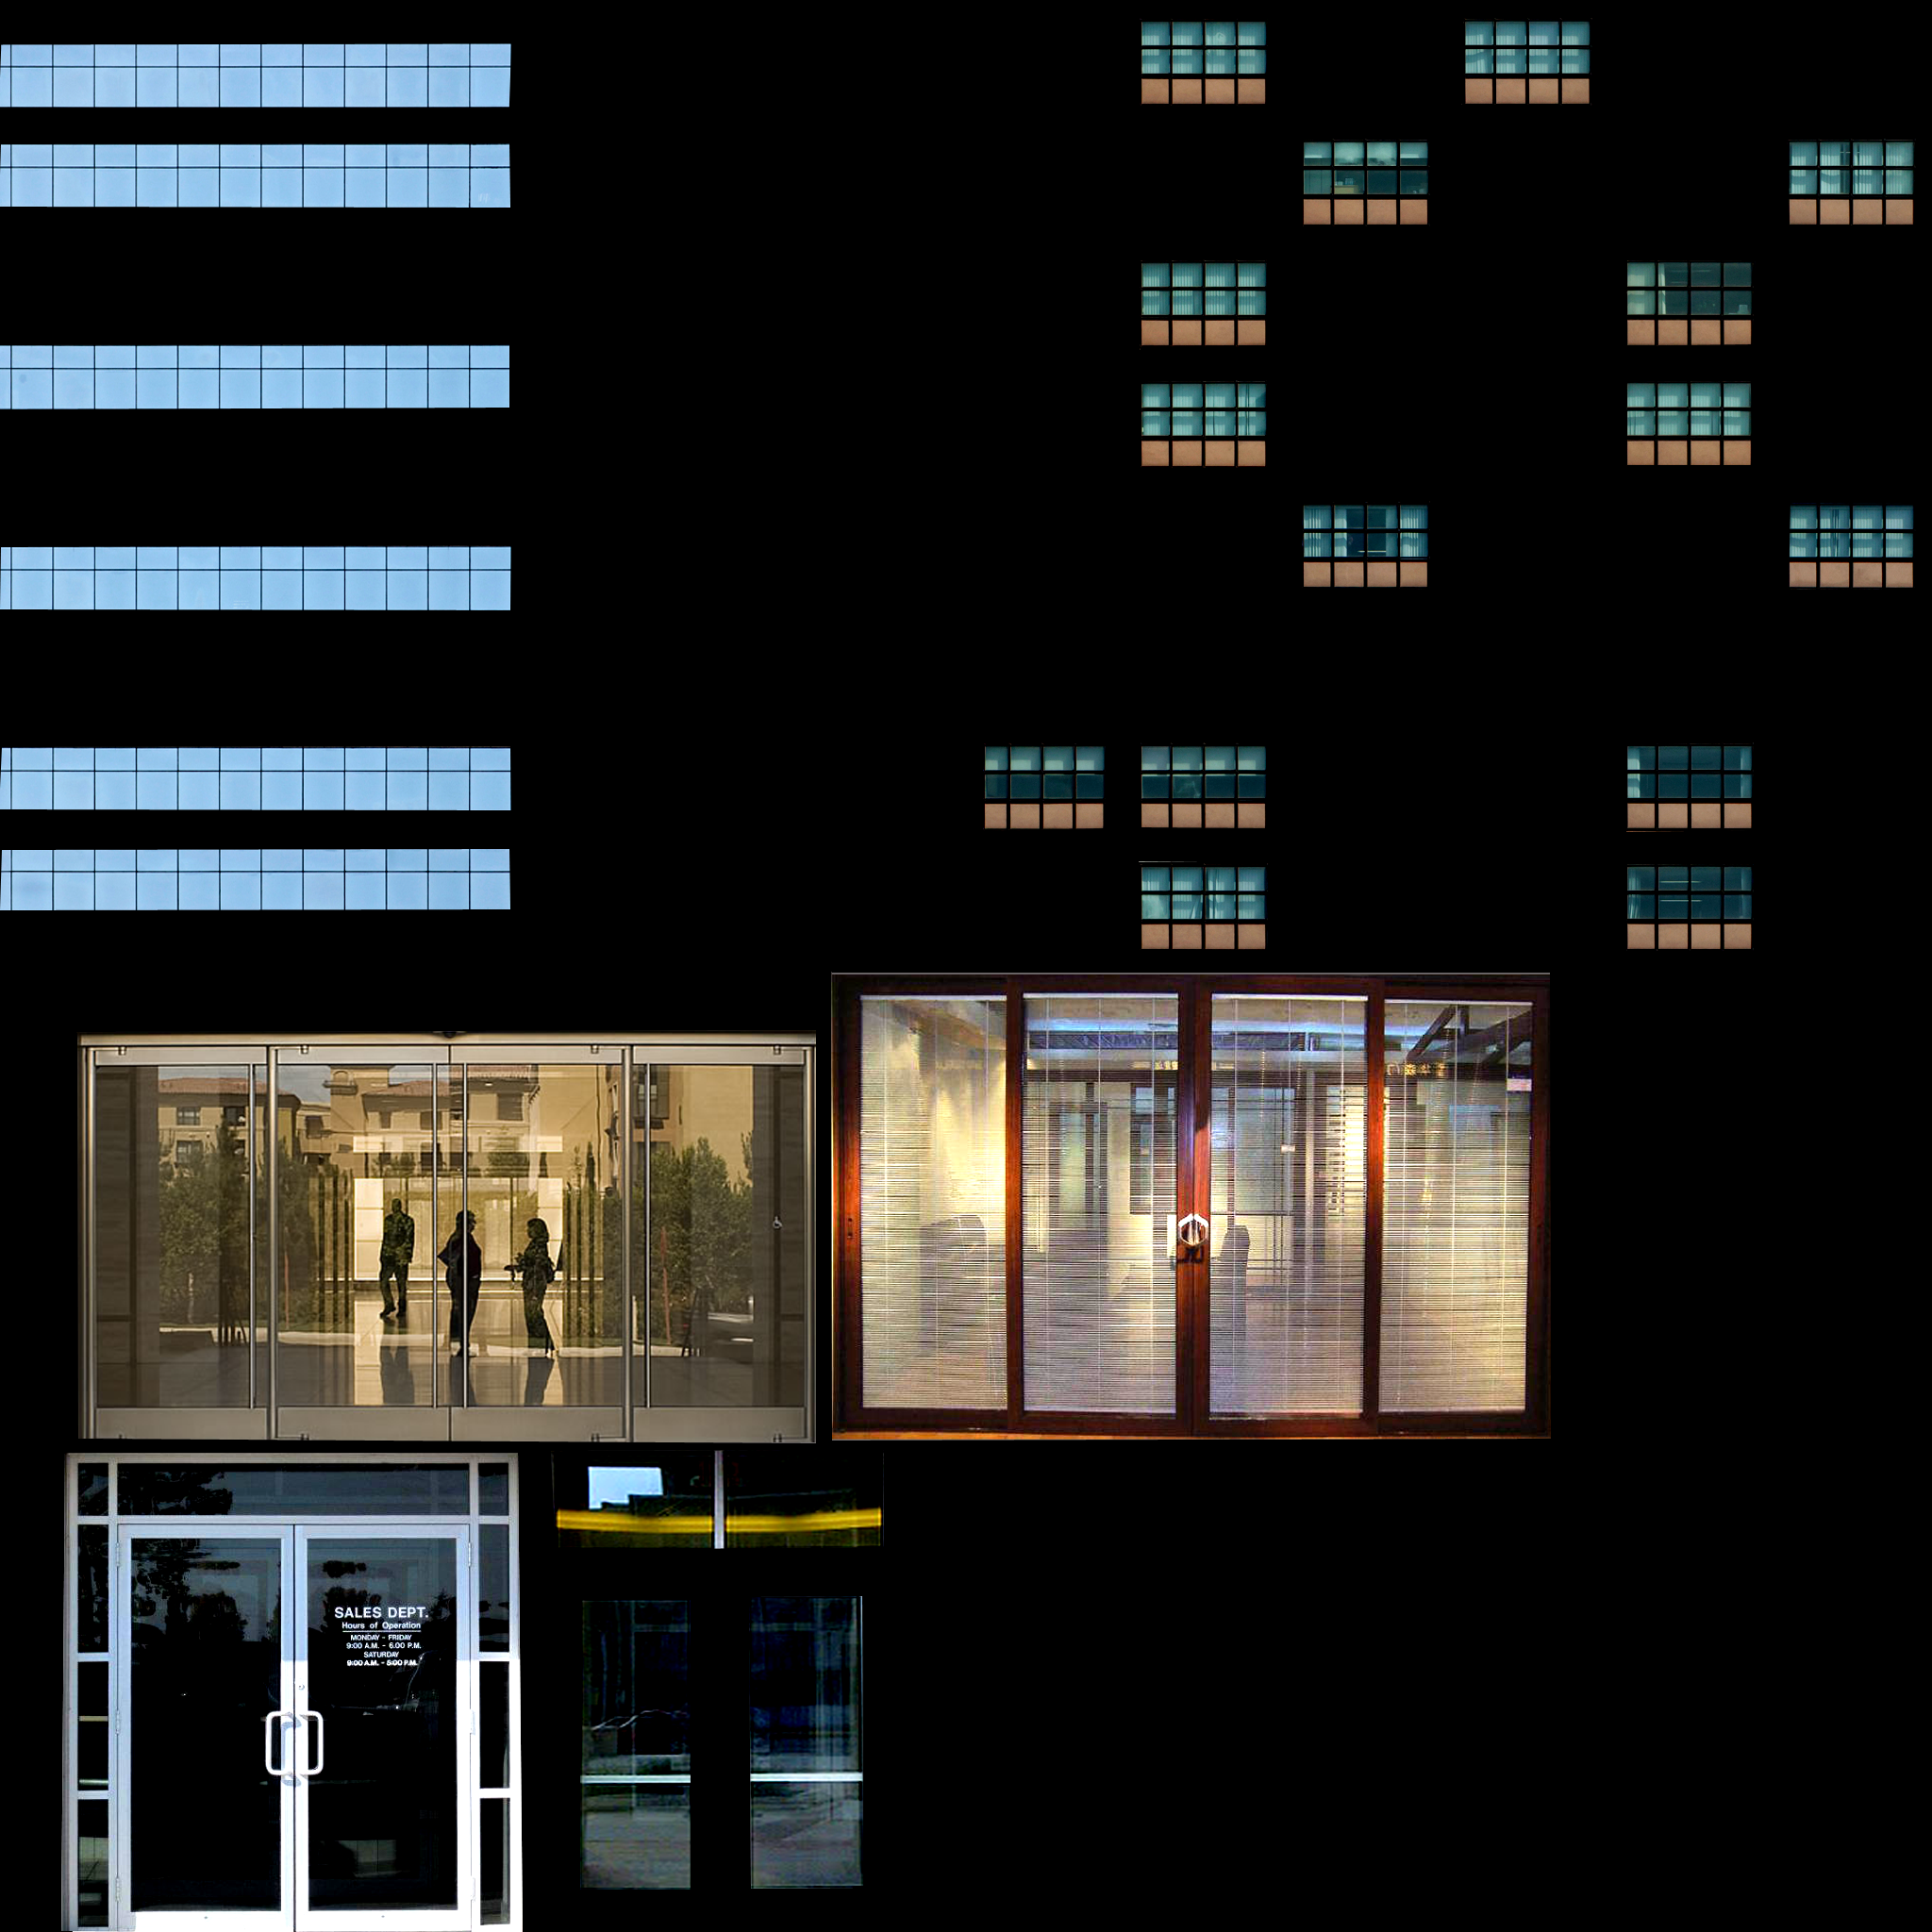 SALES DEPT.
Hours of Operation
MONDAY - FRIDAY
9:00 A.M. - 6:00 P.M.
SATURDAY
9:00 A.M. - 5:00 P.M.